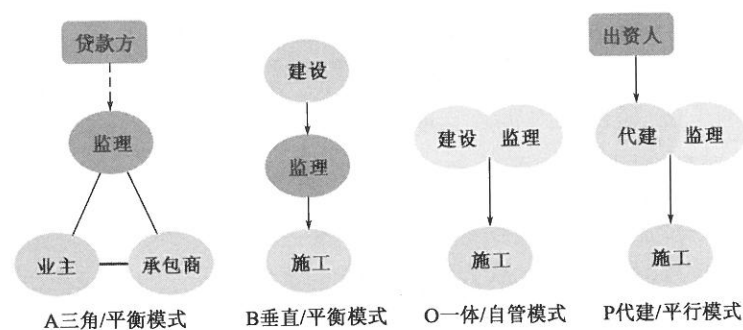 贷款方
监理
业主
承包商
A三角/平衡模式
建设
监理
施工
B垂直/平衡模式
建设
监理
施工
O一体/自管模式
出资人
代建
监理
施工
P代建/平行模式